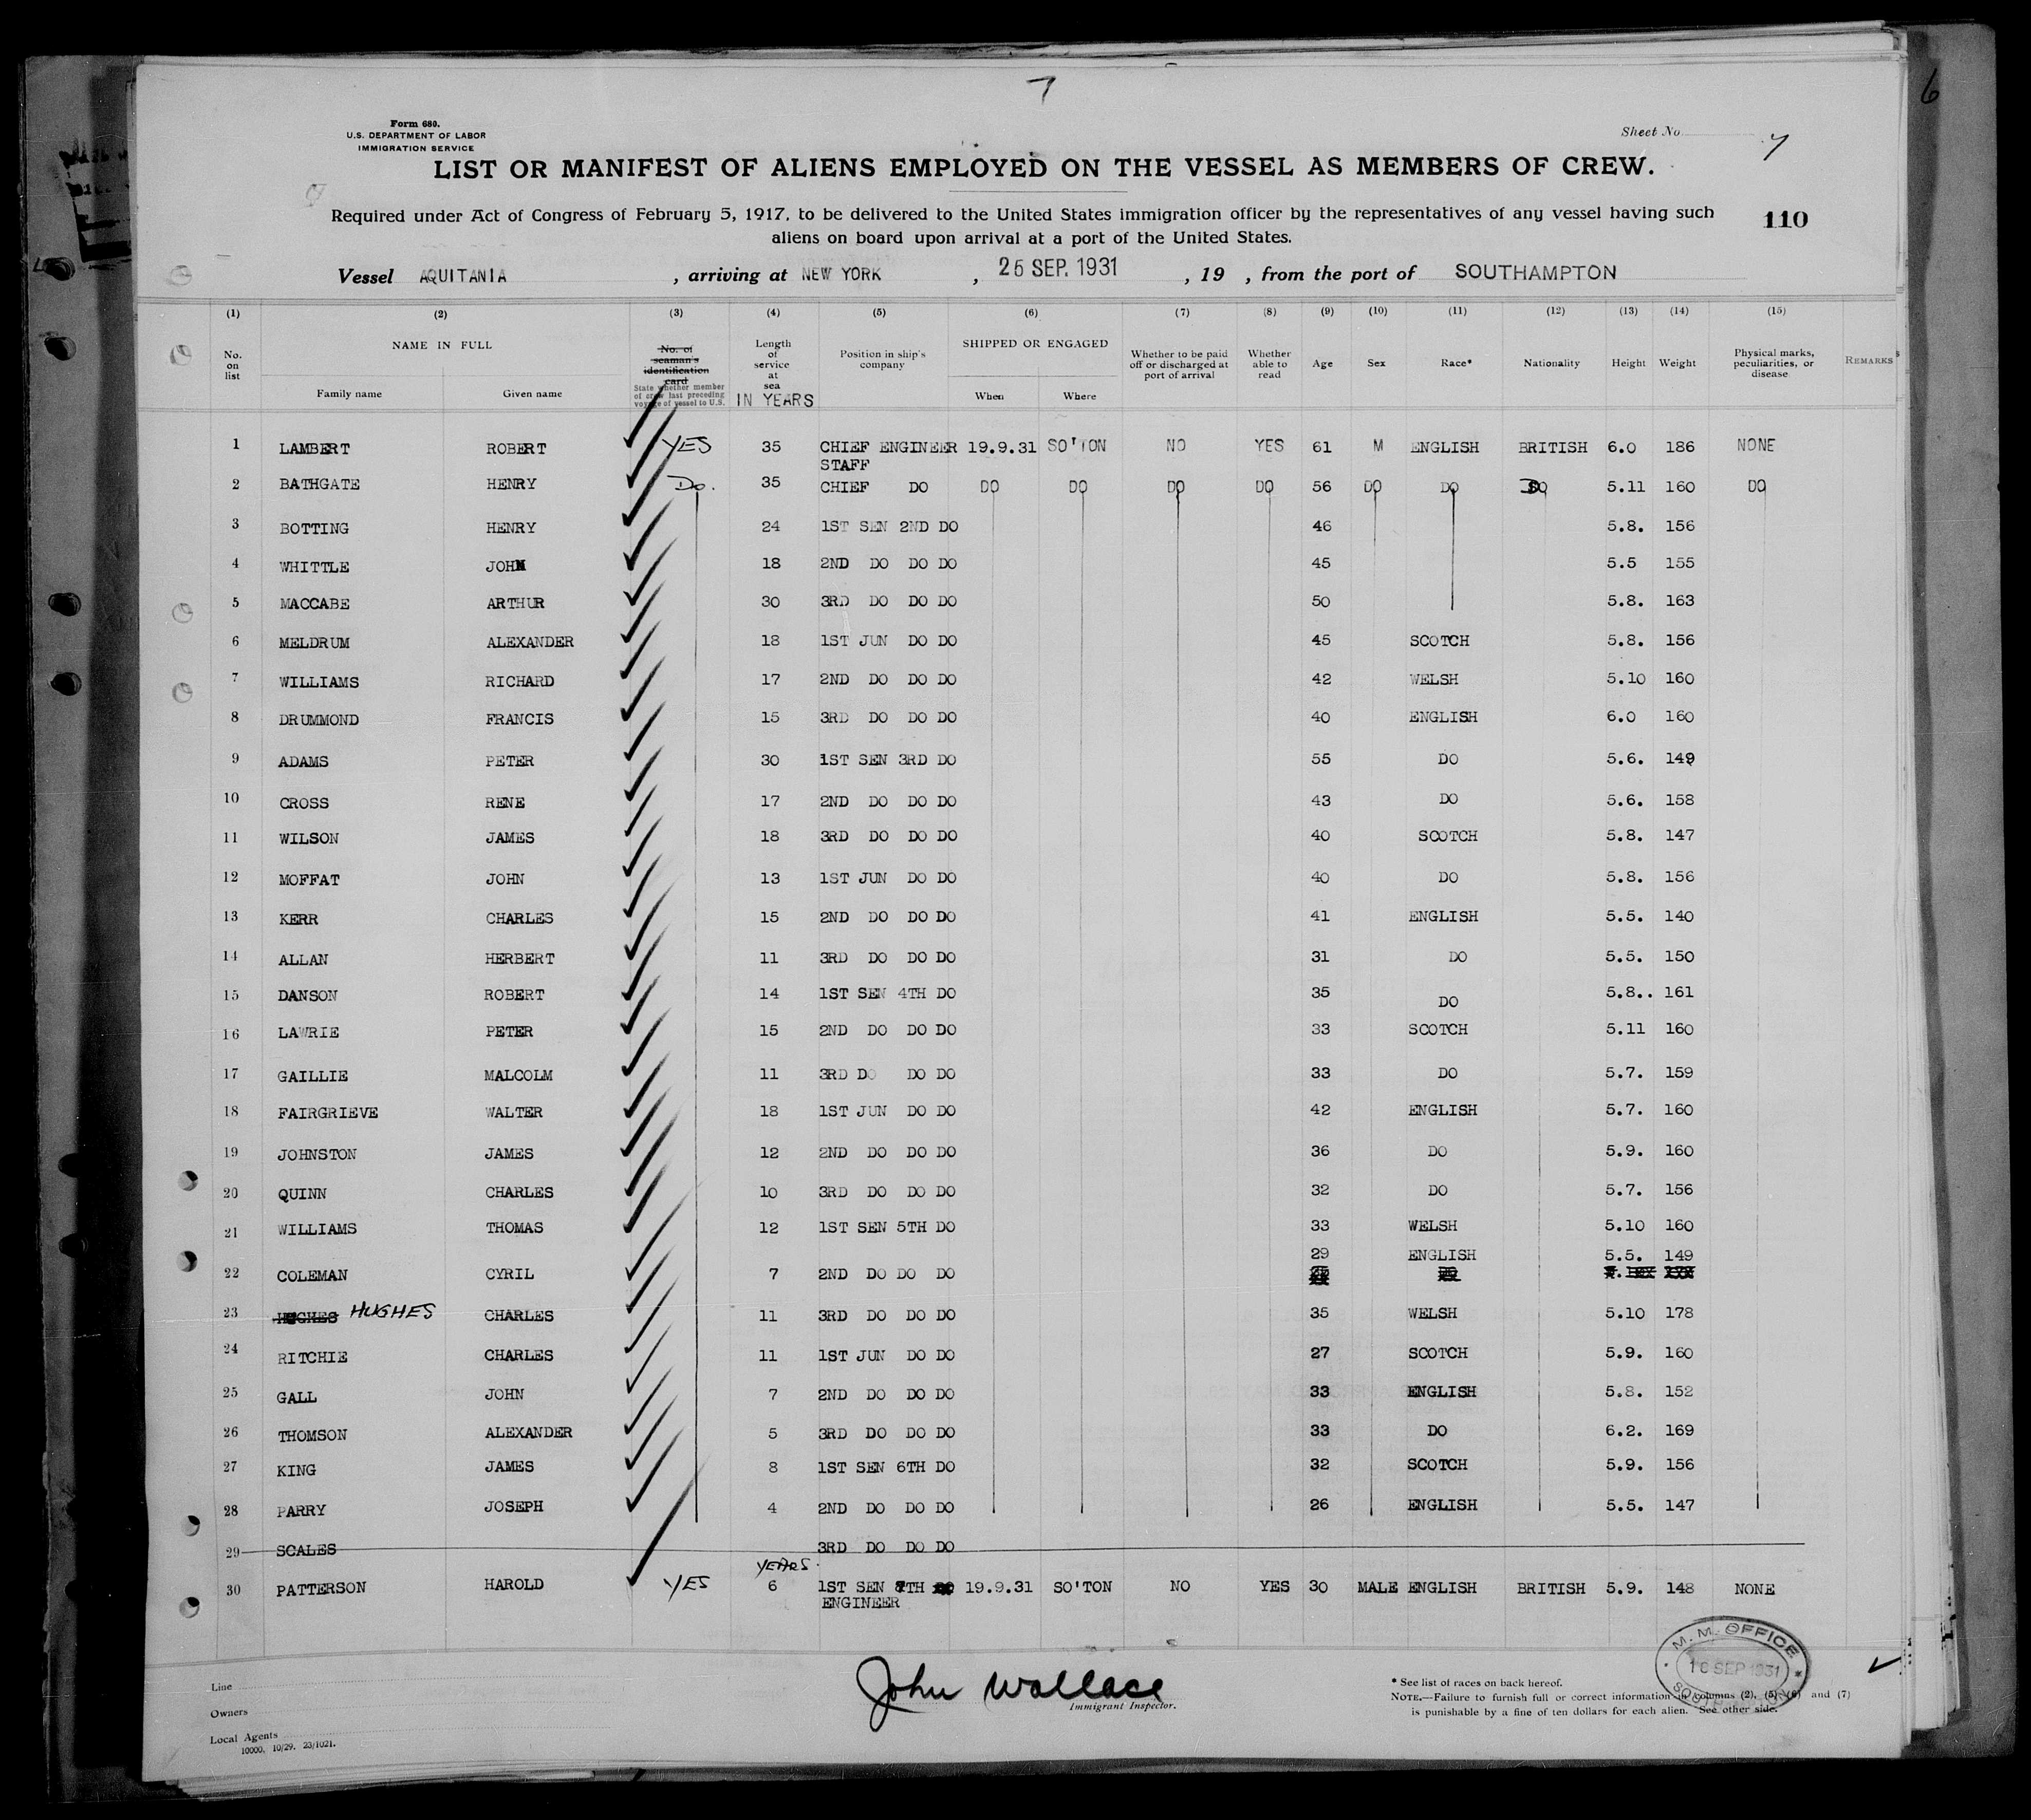 7
6
Form 680.
U.S. DEPARTMENT OF LABOR
IMMIGRATION SERVICE
Sheet No. 7
LIST OR MANIFEST OF ALIENS EMPLOYED ON THE VESSEL AS MEMBERS OF CREW.
Required under Act of Congress of February 5, 1917, to be delivered to the United States immigration officer by the representatives of any vessel having such
aliens on board upon arrival at a port of the United States.
110
Vessel AQUITANIA , arriving at NEW YORK , 25 SEP. 1931 , 19 , from the port of SOUTHAMPTON
(1) (2) (3) (4) (5) (6) (7) (8) (9) (10) (11) (12) (13) (14) (15)
No. on list NAME IN FULL Family name Given name No. of seaman's identification card State whether member of crew last preceding voyage of vessel to U.S. Length of service at sea IN YEARS Position in ship's company SHIPPED OR ENGAGED When Where Whether to be paid off or discharged at port of arrival Whether able to read Age Sex Race* Nationality Height Weight Physical marks, peculiarities, or disease REMARKS
1 LAMBERT ROBERT YES 35 CHIEF ENGINEER 19.9.31 SO'TON NO YES 61 M ENGLISH BRITISH 6.0 186 NONE
2 BATHGATE HENRY Do. 35 STAFF CHIEF DO DO DO DO DO 56 DO DO DO 5.11 160 DO
3 BOTTING HENRY 24 1ST SEN 2ND DO 46 5.8. 156
4 WHITTLE JOHN 18 2ND DO DO DO 45 5.5 155
5 MACCABE ARTHUR 30 3RD DO DO DO 50 5.8. 163
6 MELDRUM ALEXANDER 18 1ST JUN DO DO 45 SCOTCH 5.8. 156
7 WILLIAMS RICHARD 17 2ND DO DO DO 42 WELSH 5.10 160
8 DRUMMOND FRANCIS 15 3RD DO DO DO 40 ENGLISH 6.0 160
9 ADAMS PETER 30 1ST SEN 3RD DO 55 DO 5.6. 149
10 CROSS RENE 17 2ND DO DO DO 43 DO 5.6. 158
11 WILSON JAMES 18 3RD DO DO DO 40 SCOTCH 5.8. 147
12 MOFFAT JOHN 13 1ST JUN DO DO 40 DO 5.8. 156
13 KERR CHARLES 15 2ND DO DO DO 41 ENGLISH 5.5. 140
14 ALLAN HERBERT 11 3RD DO DO DO 31 DO 5.5. 150
15 DANSON ROBERT 14 1ST SEN 4TH DO 35 DO 5.8.. 161
16 LAWRIE PETER 15 2ND DO DO DO 33 SCOTCH 5.11 160
17 GAILLIE MALCOLM 11 3RD DO DO DO 33 DO 5.7. 159
18 FAIRGRIEVE WALTER 18 1ST JUN DO DO 42 ENGLISH 5.7. 160
19 JOHNSTON JAMES 12 2ND DO DO DO 36 DO 5.9. 160
20 QUINN CHARLES 10 3RD DO DO DO 32 DO 5.7. 156
21 WILLIAMS THOMAS 12 1ST SEN 5TH DO 33 WELSH 5.10 160
22 COLEMAN CYRIL 7 2ND DO DO DO 29 ENGLISH 5.5. 149
23 HUGHES HUGHES CHARLES 11 3RD DO DO DO 35 WELSH 5.10 178
24 RITCHIE CHARLES 11 1ST JUN DO DO 27 SCOTCH 5.9. 160
25 GALL JOHN 7 2ND DO DO DO 33 ENGLISH 5.8. 152
26 THOMSON ALEXANDER 5 3RD DO DO DO 33 DO 6.2. 169
27 KING JAMES 8 1ST SEN 6TH DO 32 SCOTCH 5.9. 156
28 PARRY JOSEPH 4 2ND DO DO DO 26 ENGLISH 5.5. 147
29 SCALES 3RD DO DO DO
30 PATTERSON HAROLD YES YEARS. 6 1ST SEN 7TH ENGINEER 19.9.31 SO'TON NO YES 30 MALE ENGLISH BRITISH 5.9. 148 NONE
Line
Owners
Local Agents
10000, 10/29. 23/1021.
John Wallace
Immigrant Inspector.
M. M. OFFICE
16 SEP 1931
* See list of races on back hereof.
NOTE.—Failure to furnish full or correct information in columns (2), (5), (6) and (7)
is punishable by a fine of ten dollars for each alien. See other side.